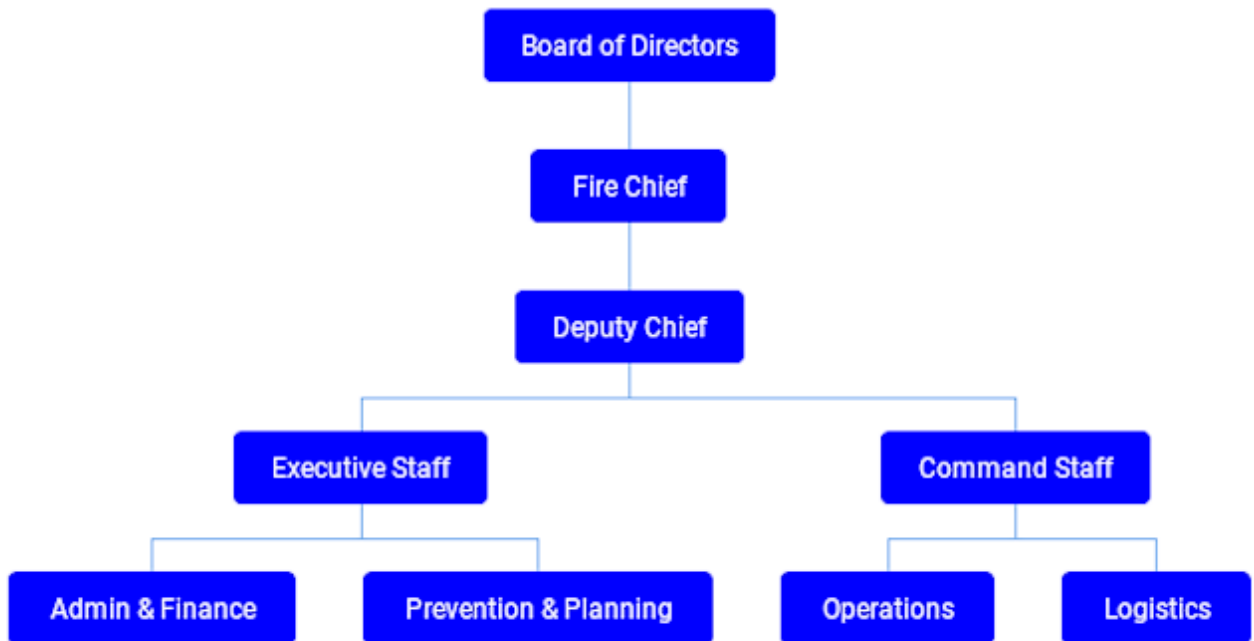 Board of Directors
Fire Chief
Deputy Chief
Executive Staff
Command Staff
Admin & Finance
Prevention & Planning
Operations
Logistics